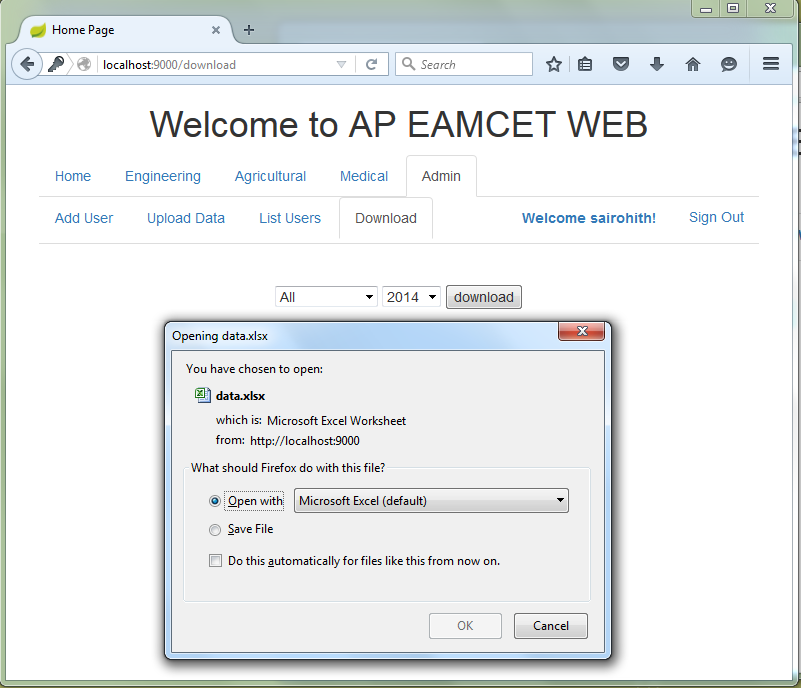 Home Page
localhost:9000/download
Search
Welcome to AP EAMCET WEB
Home Engineering Agricultural Medical Admin
Add User Upload Data List Users Download Welcome sairohith! Sign Out
All 2014 download
Opening data.xlsx
You have chosen to open:
data.xlsx
which is: Microsoft Excel Worksheet
from: http://localhost:9000
What should Firefox do with this file?
Open with Microsoft Excel (default)
Save File
Do this automatically for files like this from now on.
OK Cancel